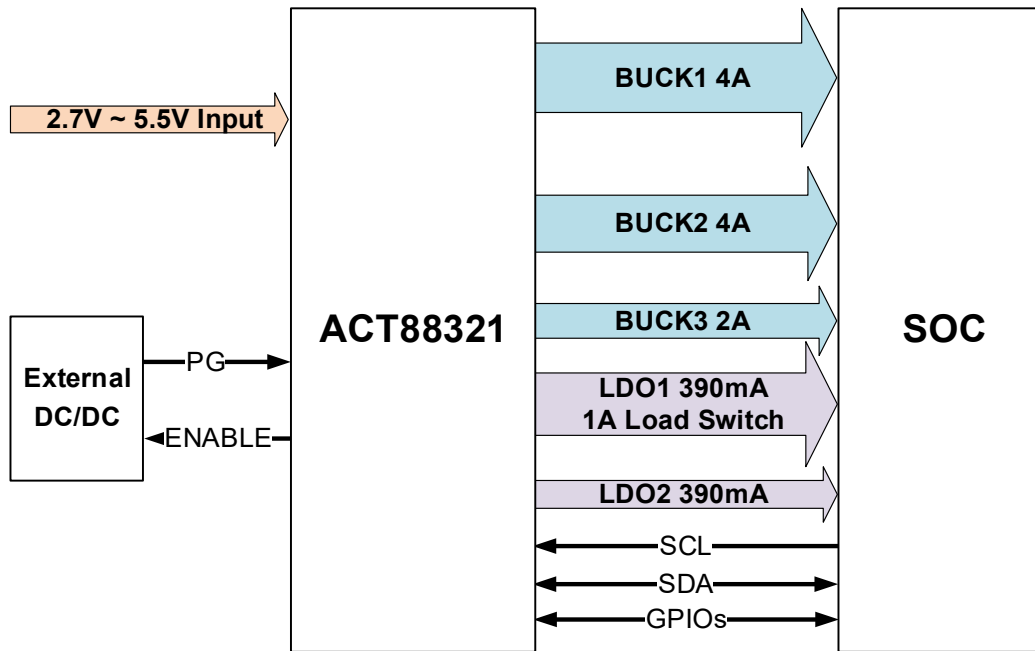 2.7V ~ 5.5V Input
External
DC/DC
PG
ENABLE
ACT88321
BUCK1 4A
BUCK2 4A
BUCK3 2A
LDO1 390mA
1A Load Switch
LDO2 390mA
SCL
SDA
GPIOs
SOC